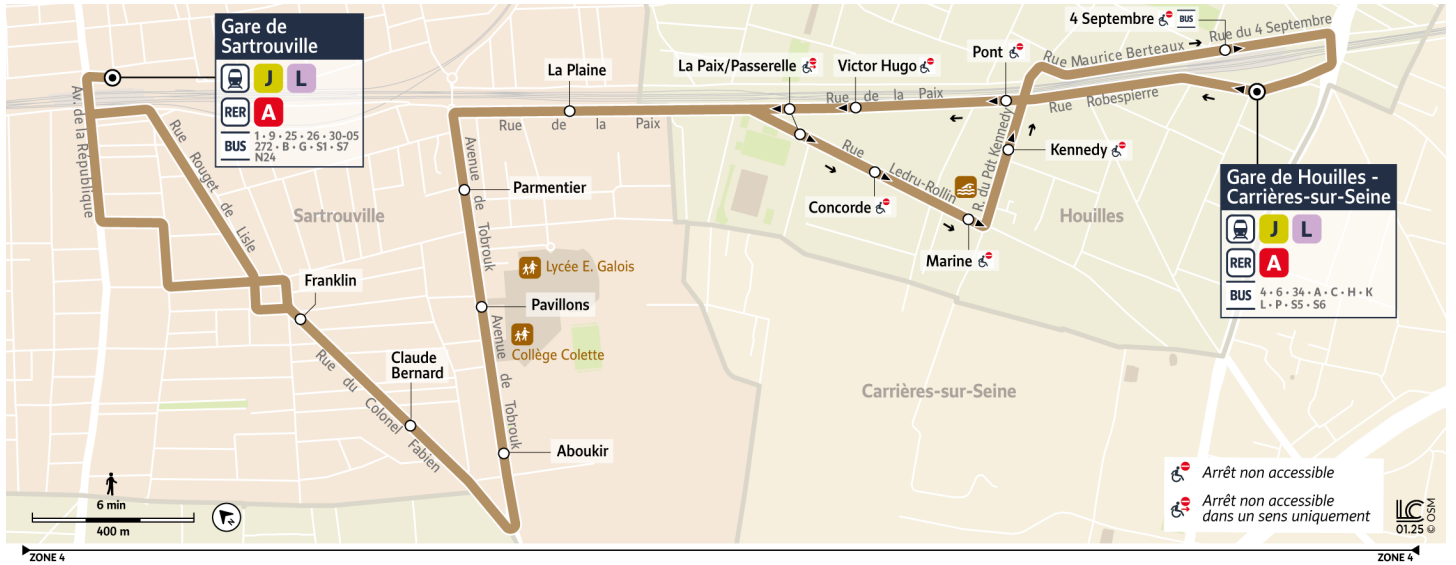 Gare de
Sartrouville
J L
RER A
BUS
1 • 9 • 25 • 26 • 30-05
272 • B • G • S1 • S7
N24
Av. de la République
Rue Rouget de Lisle
Sartrouville
Franklin
Claude
Bernard
Rue du Colonel Fabien
La Plaine
Rue de la Paix
Avenue de Tobrouk
Parmentier
Lycée E. Galois
Pavillons
Collège Colette
Avenue de Tobrouk
Aboukir
La Paix/Passerelle
Victor Hugo
Pont
4 Septembre BUS
Rue du 4 Septembre
Rue Maurice Berteaux
Rue de la Paix
Rue Robespierre
Rue Ledru-Rollin
R. du Pdt Kennedy
Kennedy
Concorde
Marine
Houilles
Carrières-sur-Seine
Gare de Houilles -
Carrières-sur-Seine
J L
RER A
BUS
4 • 6 • 34 • A • C • H • K
L • P • S5 • S6
Arrêt non accessible
Arrêt non accessible
dans un sens uniquement
6 min
400 m
N
LC
01.25 © OSM
ZONE 4
ZONE 4